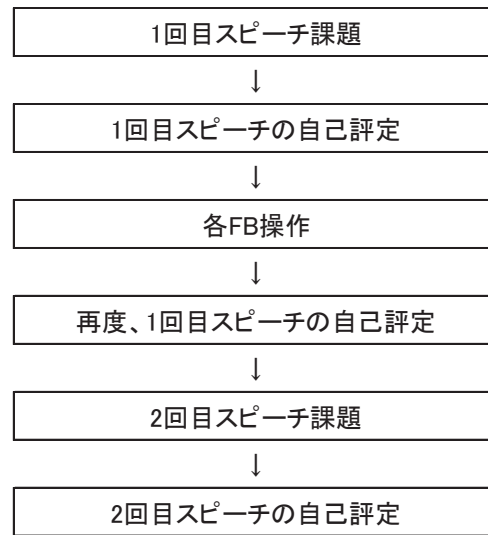 1回目スピーチ課題
↓
1回目スピーチの自己評定
↓
各FB操作
↓
再度、1回目スピーチの自己評定
↓
2回目スピーチ課題
↓
2回目スピーチの自己評定